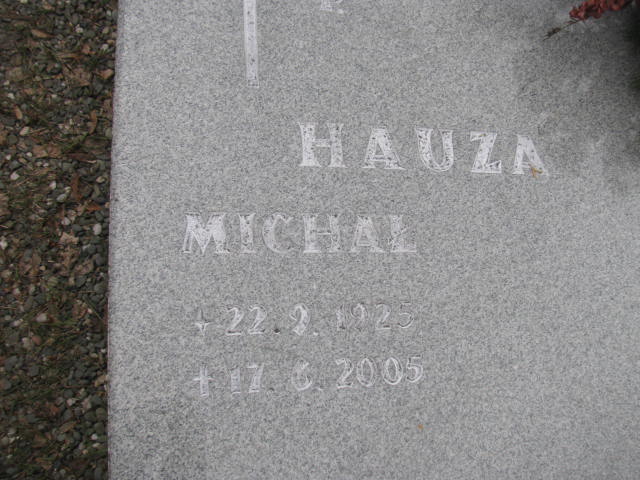 HAUZA
MICHAL
22. 9. 1925
† 17. 6. 2005